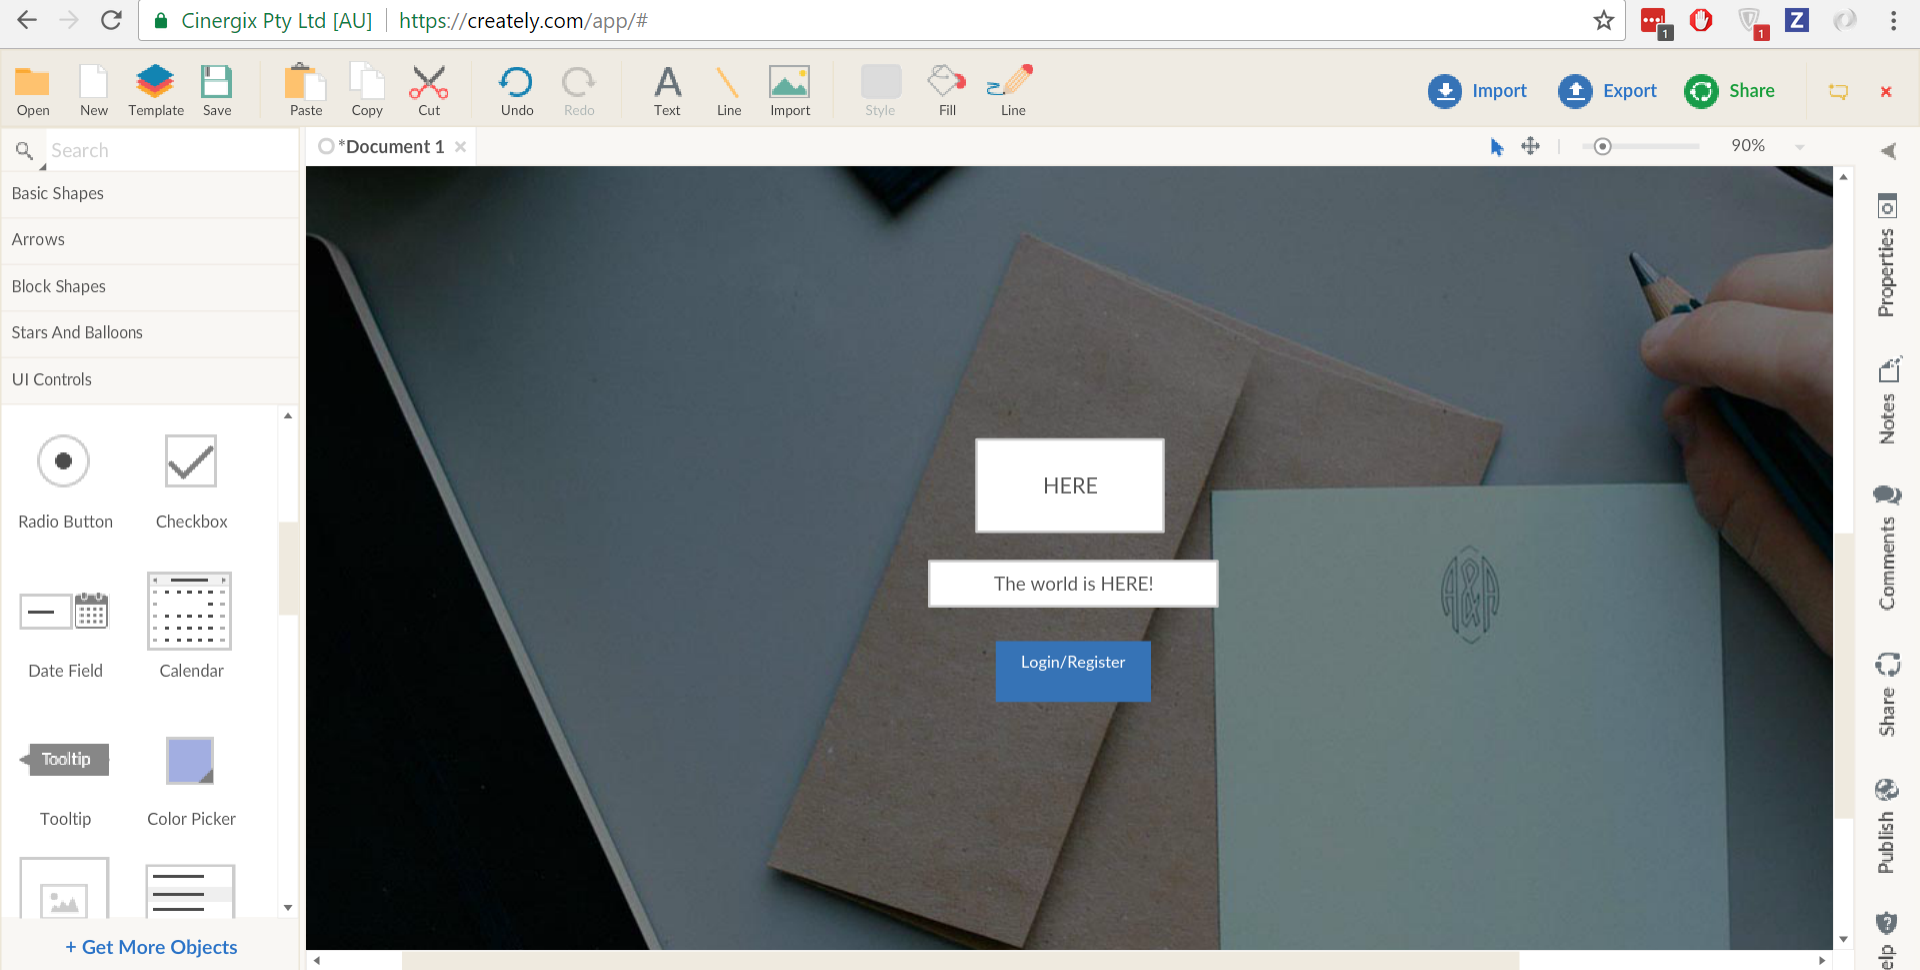 Cinergix Pty Ltd [AU] https://creately.com/app/#
1
1
Z
Open
New
Template
Save
Paste
Copy
Cut
Undo
Redo
Text
Line
Import
Style
Fill
Line
Import
Export
Share
Search
*Document 1
90%
Basic Shapes
Arrows
Block Shapes
Stars And Balloons
UI Controls
Radio Button
Checkbox
Date Field
Calendar
Tooltip
Tooltip
Color Picker
+ Get More Objects
HERE
The world is HERE!
Login/Register
A&A
Properties
Notes
Comments
Share
Publish
elp